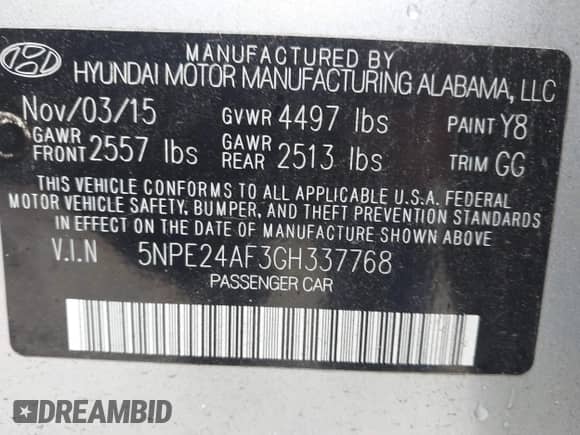 MANUFACTURED BY
HYUNDAI MOTOR MANUFACTURING ALABAMA, LLC
Nov/03/15 GVWR 4497 lbs PAINT Y8
GAWR FRONT 2557 lbs GAWR REAR 2513 lbs TRIM GG
THIS VEHICLE CONFORMS TO ALL APPLICABLE U.S.A. FEDERAL
MOTOR VEHICLE SAFETY, BUMPER, AND THEFT PREVENTION STANDARDS
IN EFFECT ON THE DATE OF MANUFACTURE SHOWN ABOVE.
V.I.N 5NPE24AF3GH337768
PASSENGER CAR
DREAMBID